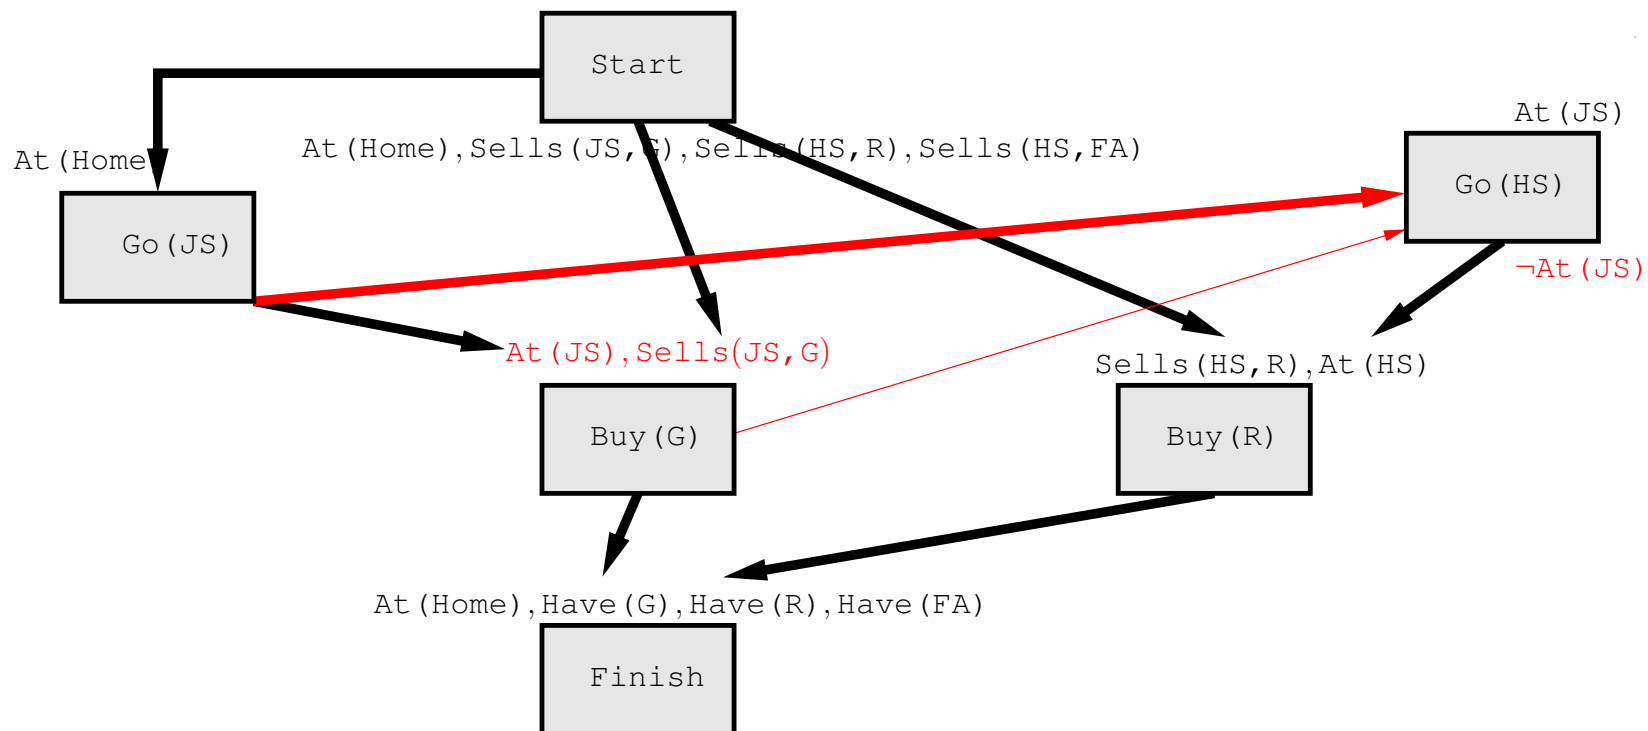 Start
At(JS)
At(Home),Sells(JS,G),Sells(HS,R),Sells(HS,FA)
At(Home)
Go(HS)
Go(JS)
¬At(JS)
At(JS),Sells(JS,G)
Sells(HS,R),At(HS)
Buy(G)
Buy(R)
At(Home),Have(G),Have(R),Have(FA)
Finish